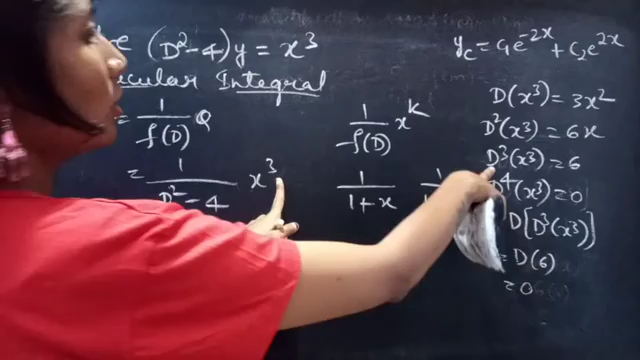 (D²-4)y = x³
Integral
= 1/f(D) Q
= 1/(D²-4) x³
1/f(D) x^K
1/(1+x)
y_c = c₁e^{-2x} + c₂e^{2x}
D(x³) = 3x²
D²(x³) = 6x
D³(x³) = 6
D⁴(x³) = 0
D[D³(x³)]
= D(6)
= 0